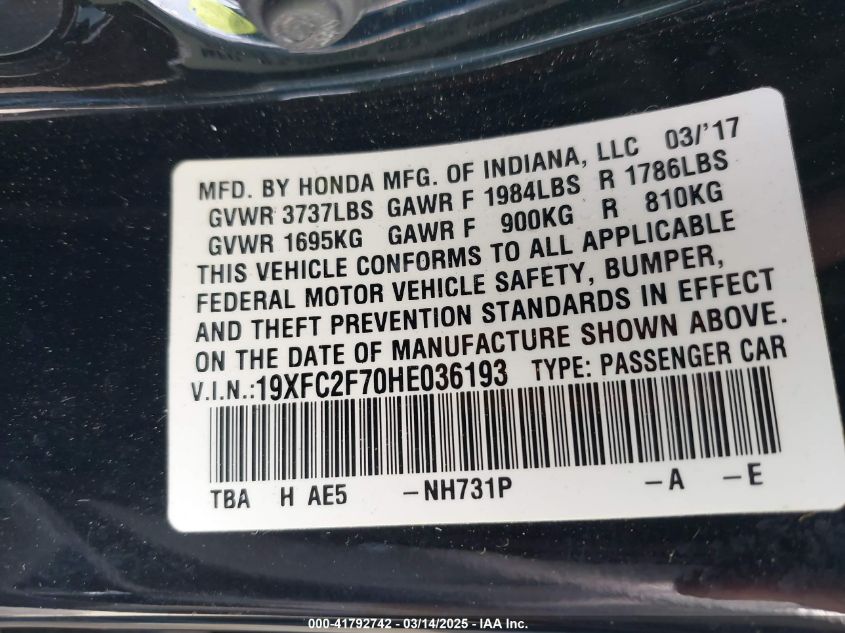 MFD. BY HONDA MFG. OF INDIANA, LLC 03/'17
GVWR 3737LBS GAWR F 1984LBS R 1786LBS
GVWR 1695KG GAWR F 900KG R 810KG
THIS VEHICLE CONFORMS TO ALL APPLICABLE
FEDERAL MOTOR VEHICLE SAFETY, BUMPER,
AND THEFT PREVENTION STANDARDS IN EFFECT
ON THE DATE OF MANUFACTURE SHOWN ABOVE.
V.I.N.:19XFC2F70HE036193 TYPE: PASSENGER CAR
TBA H AE5 -NH731P -A -E
000-41792742 - 03/14/2025 - IAA Inc.